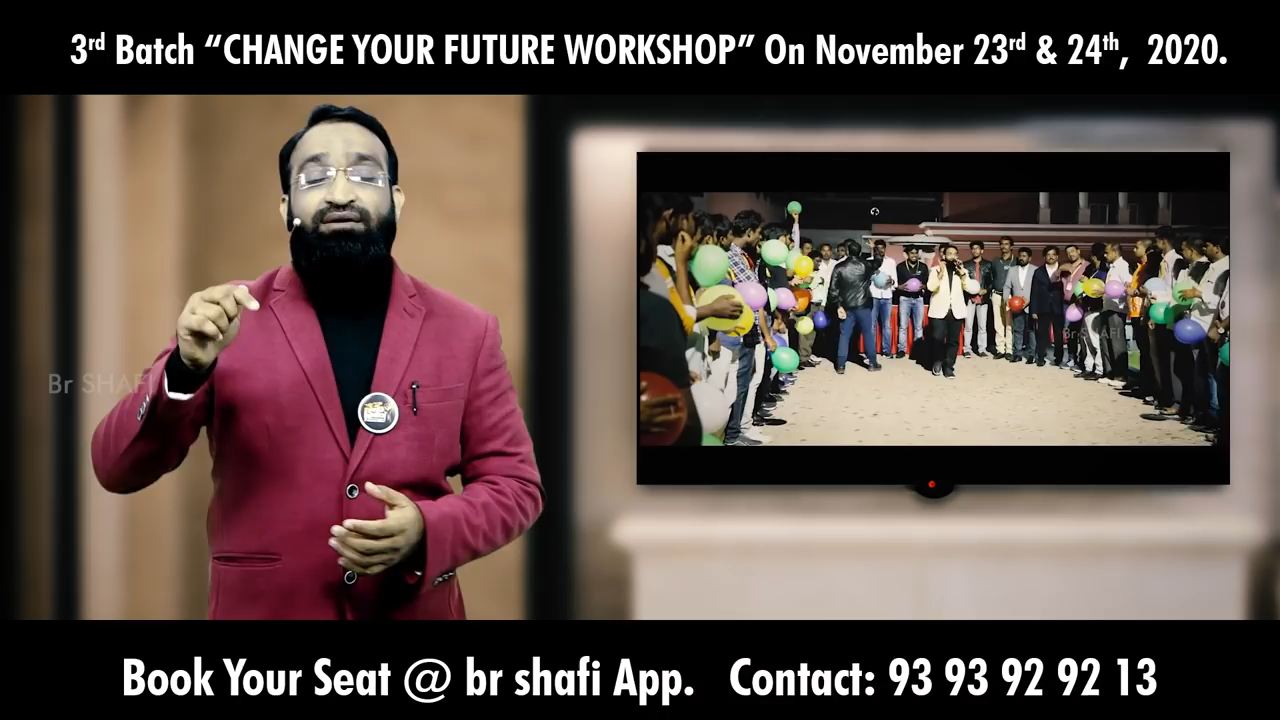 3rd Batch “CHANGE YOUR FUTURE WORKSHOP” On November 23rd & 24th, 2020.
Br SHAFI
Br SHAFI
Book Your Seat @ br shafi App. Contact: 93 93 92 92 13